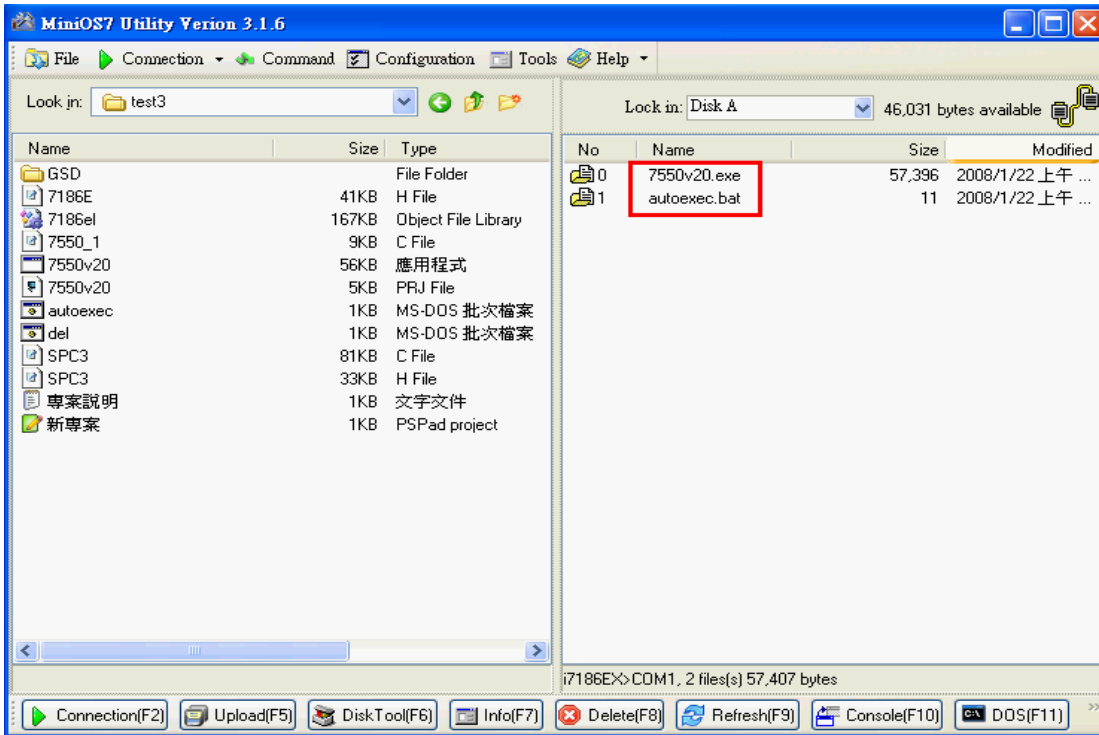 MiniOS7 Utility Verion 3.1.6
File Connection Command Configuration Tools Help
Look in: test3
Lock in: Disk A 46,031 bytes available
Name Size Type
GSD File Folder
7186E 41KB H File
7186el 167KB Object File Library
7550_1 9KB C File
7550v20 56KB 應用程式
7550v20 5KB PRJ File
autoexec 1KB MS-DOS 批次檔案
del 1KB MS-DOS 批次檔案
SPC3 81KB C File
SPC3 33KB H File
專案說明 1KB 文字文件
新專案 1KB PSPad project
No Name Size Modified
0 7550v20.exe 57,396 2008/1/22 上午 ...
1 autoexec.bat 11 2008/1/22 上午 ...
i7186EX>COM1, 2 files(s) 57,407 bytes
Connection(F2) Upload(F5) DiskTool(F6) Info(F7) Delete(F8) Refresh(F9) Console(F10) DOS(F11)